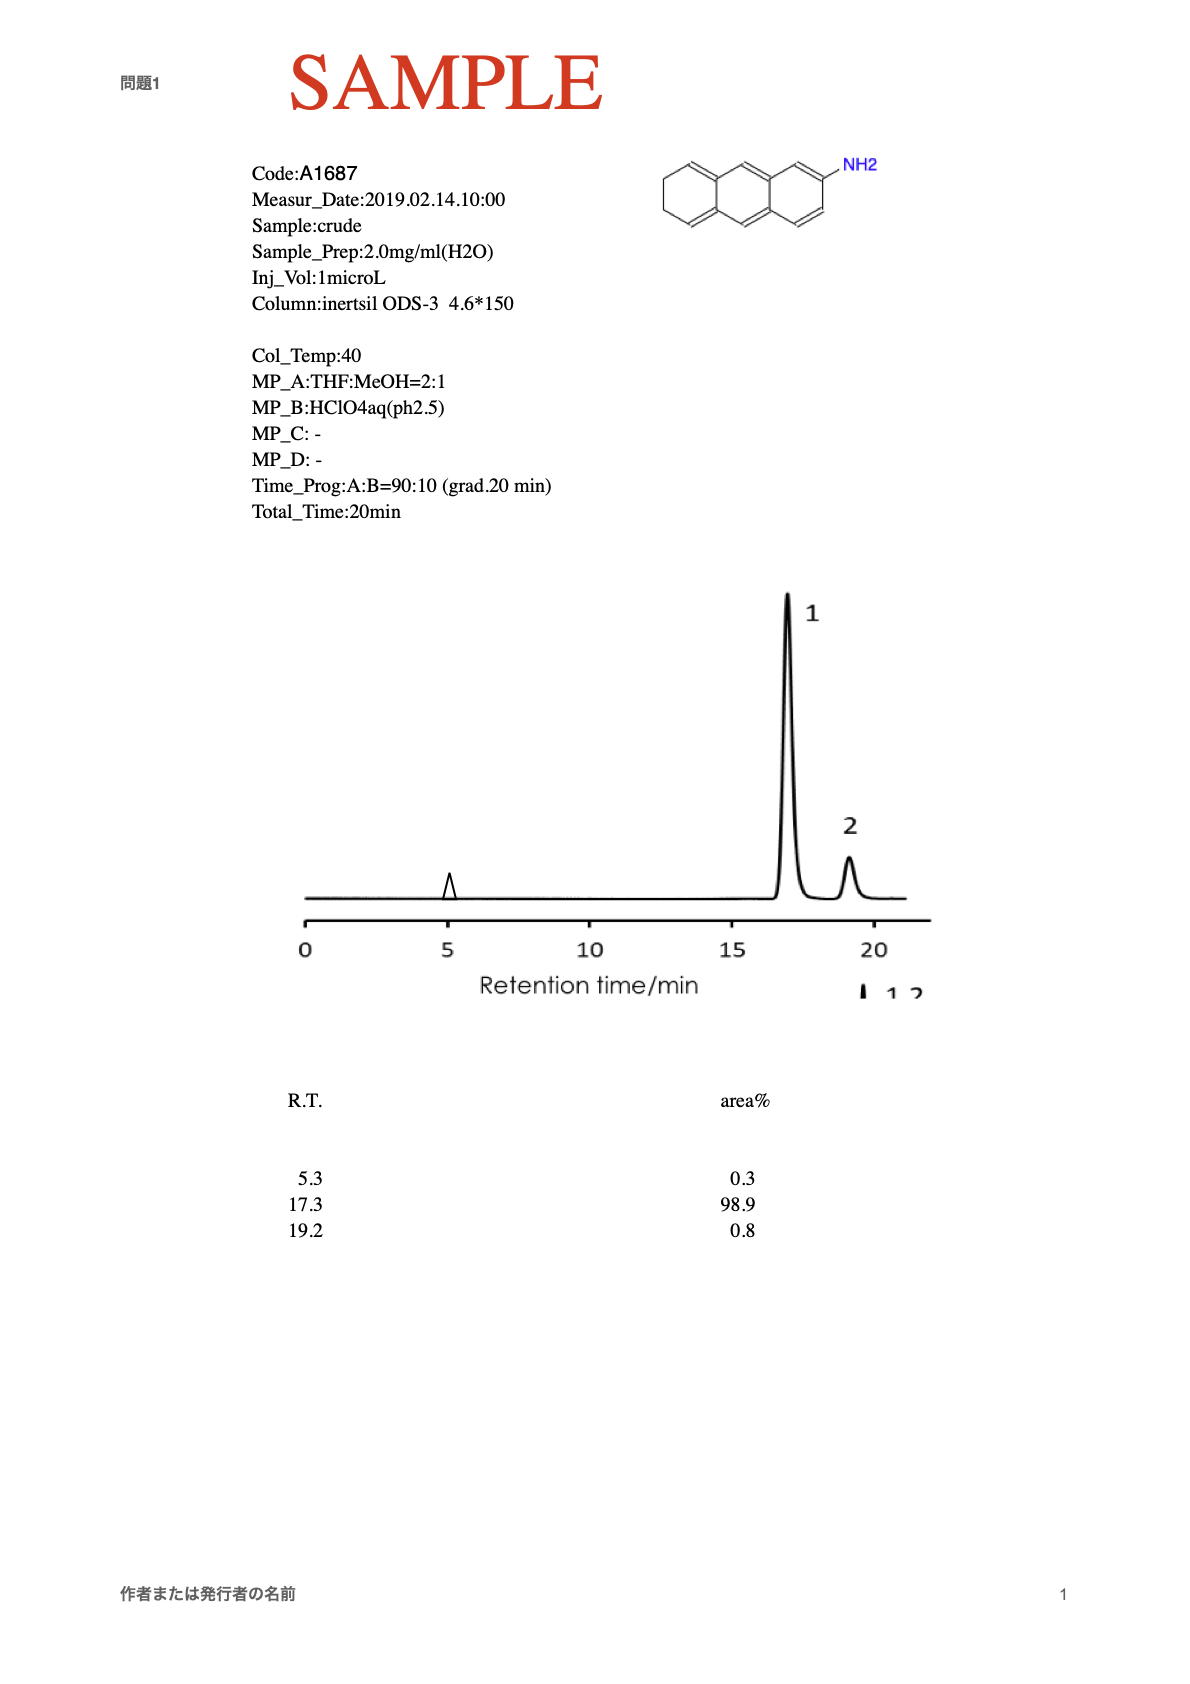 問題1
SAMPLE
NH2
Code:A1687
Measur_Date:2019.02.14.10:00
Sample:crude
Sample_Prep:2.0mg/ml(H2O)
Inj_Vol:1microL
Column:inertsil ODS-3 4.6*150
Col_Temp:40
MP_A:THF:MeOH=2:1
MP_B:HClO4aq(ph2.5)
MP_C: -
MP_D: -
Time_Prog:A:B=90:10 (grad.20 min)
Total_Time:20min
1
2
0 5 10 15 20
Retention time/min
R.T. area%
5.3 0.3
17.3 98.9
19.2 0.8
作者または発行者の名前 1